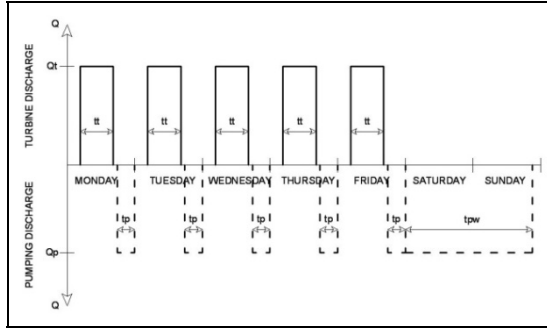 Q
Qt
TURBINE DISCHARGE
tt tt tt tt tt
MONDAY TUESDAY WEDNESDAY THURSDAY FRIDAY SATURDAY SUNDAY
tp tp tp tp tp tpw
PUMPING DISCHARGE
Qp
Q